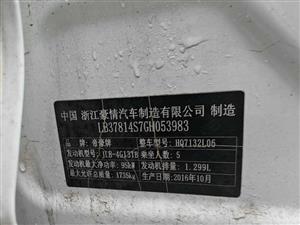 中国 浙江豪情汽车制造有限公司 制造
LB37814S7GH053983
品牌:帝豪牌 整车型号:HQ7132L06
发动机型号:JLB-4G13TB 乘坐人数:5
发动机最大净功率:95kW 发动机排量:1.299L
最大允许总质量:1735kg 生产日期:2016年10月